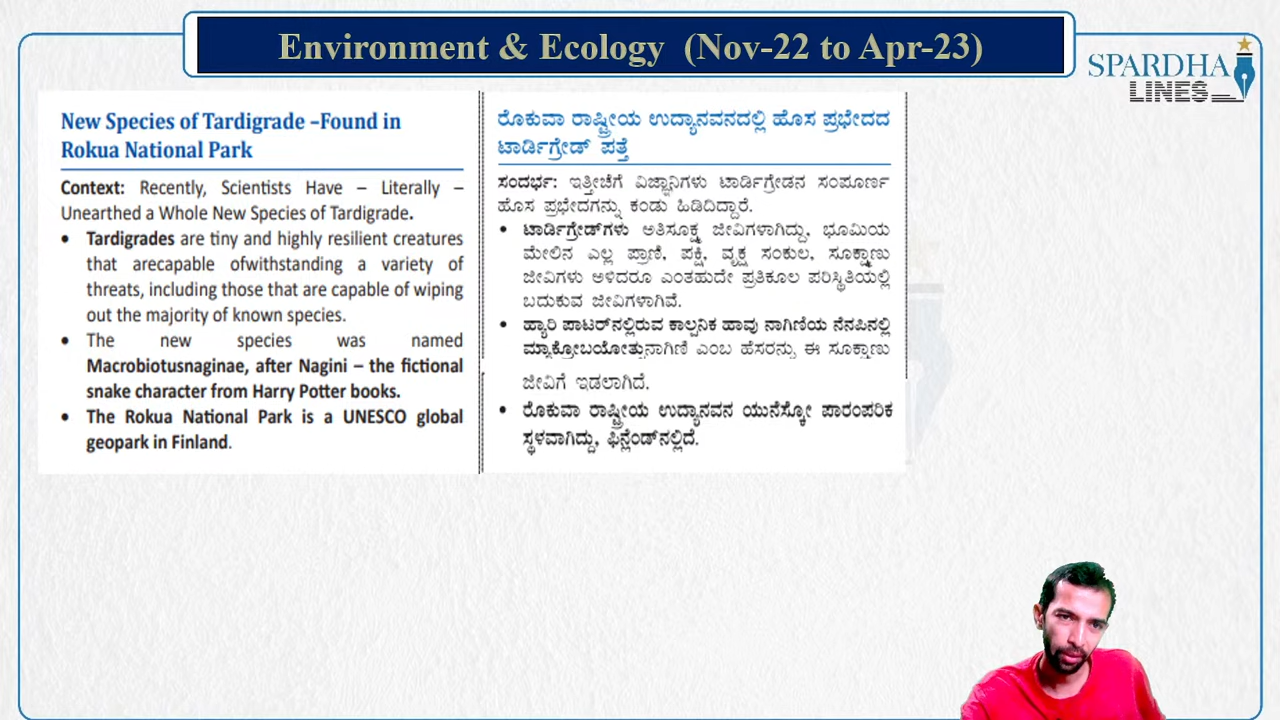 Environment & Ecology (Nov-22 to Apr-23)
SPARDHA
LINES
New Species of Tardigrade –Found in
Rokua National Park
Context: Recently, Scientists Have – Literally –
Unearthed a Whole New Species of Tardigrade.
• Tardigrades are tiny and highly resilient creatures
that arecapable ofwithstanding a variety of
threats, including those that are capable of wiping
out the majority of known species.
• The new species was named
Macrobiotusnaginae, after Nagini – the fictional
snake character from Harry Potter books.
• The Rokua National Park is a UNESCO global
geopark in Finland.
ರೊಕುವಾ ರಾಷ್ಟ್ರೀಯ ಉದ್ಯಾನವನದಲ್ಲಿ ಹೊಸ ಪ್ರಭೇದದ
ಟಾರ್ಡಿಗ್ರೇಡ್ ಪತ್ತೆ
ಸಂದರ್ಭ: ಇತ್ತೀಚೆಗೆ ವಿಜ್ಞಾನಿಗಳು ಟಾರ್ಡಿಗ್ರೇಡನ ಸಂಪೂರ್ಣ
ಹೊಸ ಪ್ರಭೇದಗನ್ನು ಕಂಡು ಹಿಡಿದಿದ್ದಾರೆ.
• ಟಾರ್ಡಿಗ್ರೇಡ್‌ಗಳು ಅತಿಸೂಕ್ಷ್ಮ ಜೀವಿಗಳಾಗಿದ್ದು, ಭೂಮಿಯ
ಮೇಲಿನ ಎಲ್ಲ ಪ್ರಾಣಿ, ಪಕ್ಷಿ, ವೃಕ್ಷ ಸಂಕುಲ, ಸೂಕ್ಷ್ಮಾಣು
ಜೀವಿಗಳು ಅಳಿದರೂ ಎಂತಹುದೇ ಪ್ರತಿಕೂಲ ಪರಿಸ್ಥಿತಿಯಲ್ಲಿ
ಬದುಕುವ ಜೀವಿಗಳಾಗಿವೆ.
• ಹ್ಯಾರಿ ಪಾಟರ್‌ನಲ್ಲಿರುವ ಕಾಲ್ಪನಿಕ ಹಾವು ನಾಗಿಣಿಯ ನೆನಪಿನಲ್ಲಿ
ಮ್ಯಾಕ್ರೋಬಯೋತುನಾಗಿಣಿ ಎಂಬ ಹೆಸರನ್ನು ಈ ಸೂಕ್ಷಾಣು
ಜೀವಿಗೆ ಇಡಲಾಗಿದೆ.
• ರೊಕುವಾ ರಾಷ್ಟ್ರೀಯ ಉದ್ಯಾನವನ ಯುನೆಸ್ಕೋ ಪಾರಂಪರಿಕ
ಸ್ಥಳವಾಗಿದ್ದು, ಫಿನ್ಲೆಂಡ್‌ನಲ್ಲಿದೆ.